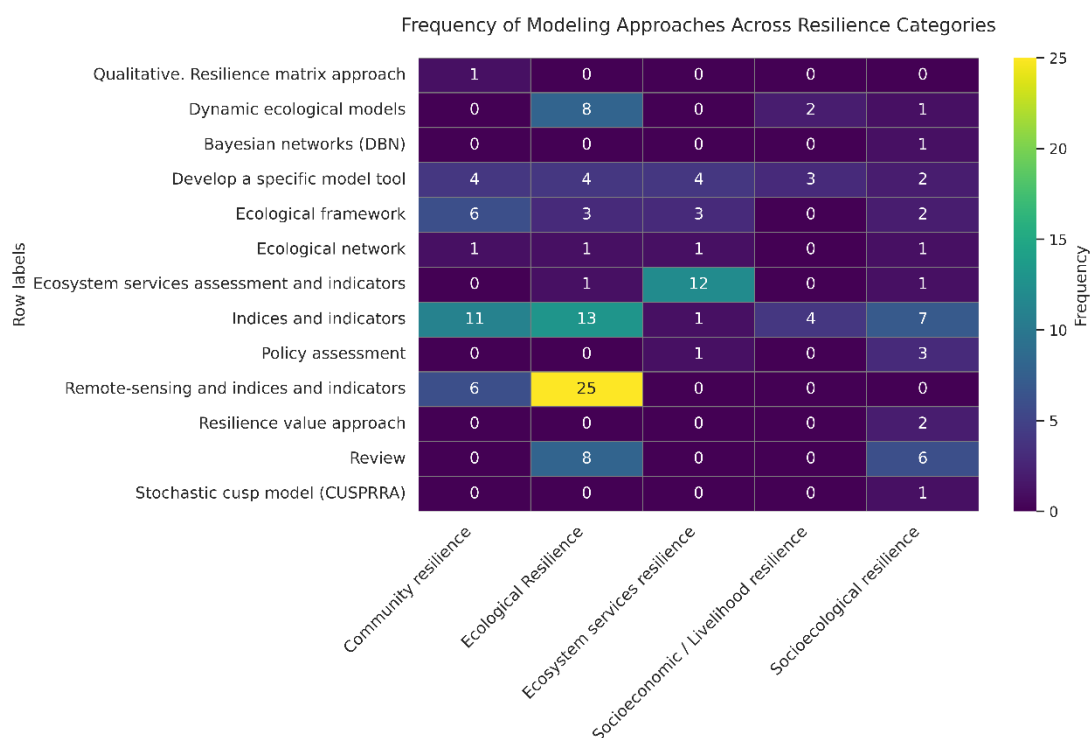 Frequency of Modeling Approaches Across Resilience Categories
Qualitative. Resilience matrix approach 1 0 0 0 0
Dynamic ecological models 0 8 0 2 1
Bayesian networks (DBN) 0 0 0 0 1
Develop a specific model tool 4 4 4 3 2
Ecological framework 6 3 3 0 2
Ecological network 1 1 1 0 1
Ecosystem services assessment and indicators 0 1 12 0 1
Indices and indicators 11 13 1 4 7
Policy assessment 0 0 1 0 3
Remote-sensing and indices and indicators 6 25 0 0 0
Resilience value approach 0 0 0 0 2
Review 0 8 0 0 6
Stochastic cusp model (CUSPRRA) 0 0 0 0 1
Row labels
Community resilience
Ecological Resilience
Ecosystem services resilience
Socioeconomic / Livelihood resilience
Socioecological resilience
25
20
15
10
5
0
Frequency